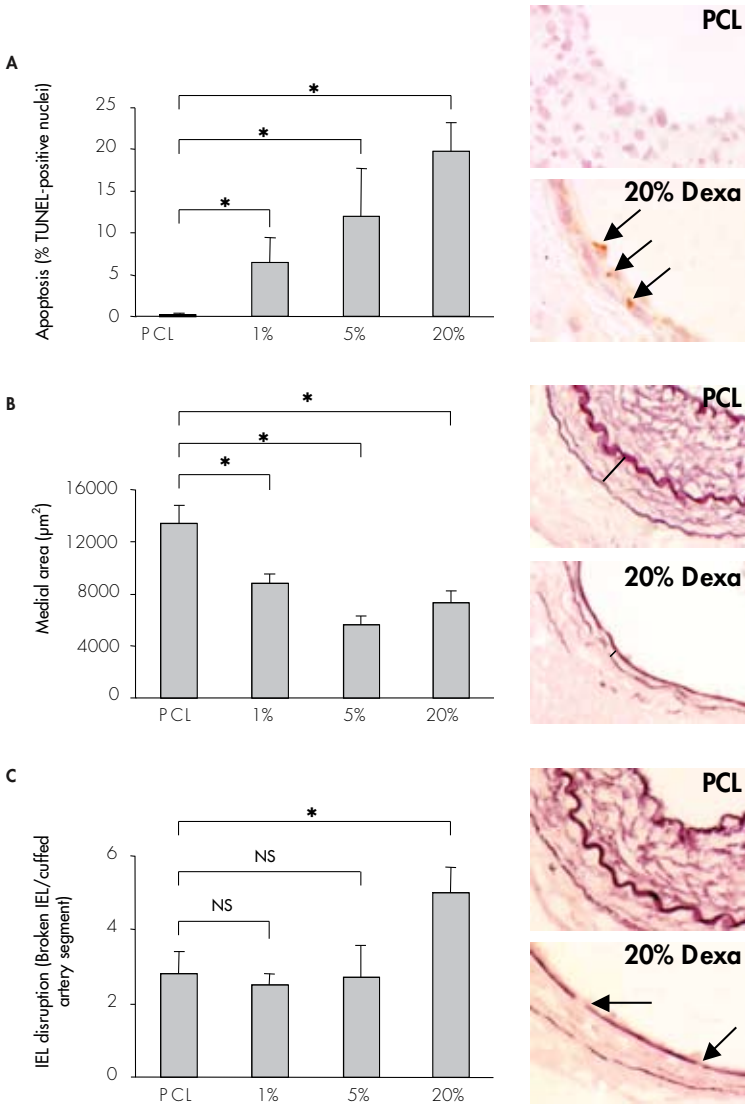 A
PCL
Apoptosis (% TUNEL-positive nuclei)
25
20
15
10
5
0
*
*
*
PCL 1% 5% 20%
20% Dexa
B
PCL
Medial area (µm²)
16000
12000
8000
4000
0
*
*
*
PCL 1% 5% 20%
20% Dexa
C
PCL
IEL disruption (Broken IEL/cuffed
artery segment)
6
4
2
0
*
NS
NS
PCL 1% 5% 20%
20% Dexa